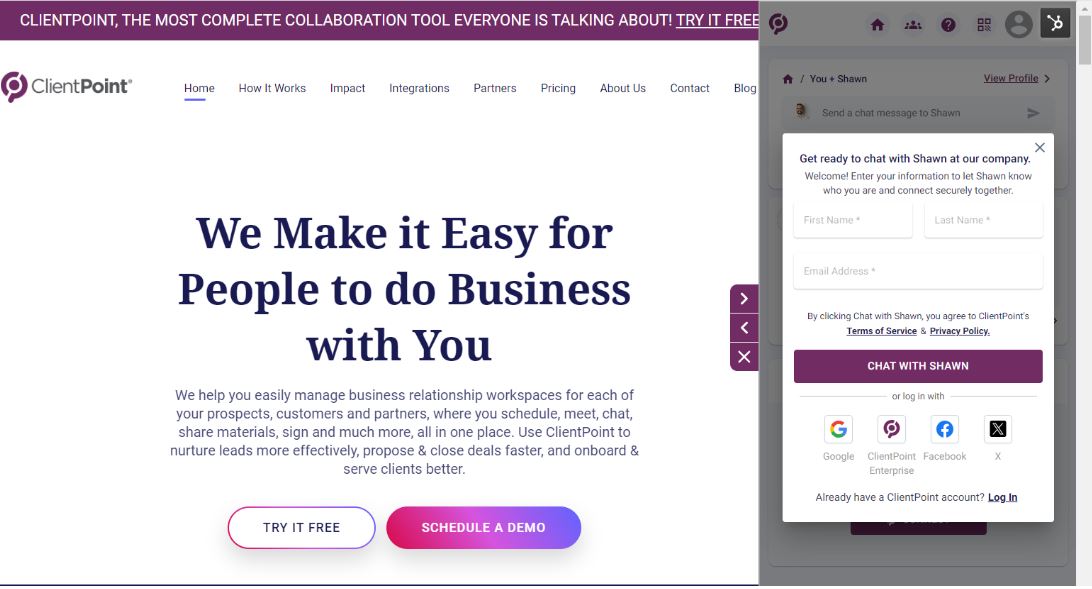 CLIENTPOINT, THE MOST COMPLETE COLLABORATION TOOL EVERYONE IS TALKING ABOUT! TRY IT FREE
ClientPoint®
Home How It Works Impact Integrations Partners Pricing About Us Contact Blog
We Make it Easy for
People to do Business
with You
We help you easily manage business relationship workspaces for each of
your prospects, customers and partners, where you schedule, meet, chat,
share materials, sign and much more, all in one place. Use ClientPoint to
nurture leads more effectively, propose & close deals faster, and onboard &
serve clients better.
TRY IT FREE SCHEDULE A DEMO
/ You + Shawn View Profile
Send a chat message to Shawn
Get ready to chat with Shawn at our company.
Welcome! Enter your information to let Shawn know
who you are and connect securely together.
First Name * Last Name *
Email Address *
By clicking Chat with Shawn, you agree to ClientPoint's
Terms of Service & Privacy Policy.
CHAT WITH SHAWN
or log in with
Google ClientPoint Enterprise Facebook X
Already have a ClientPoint account? Log In